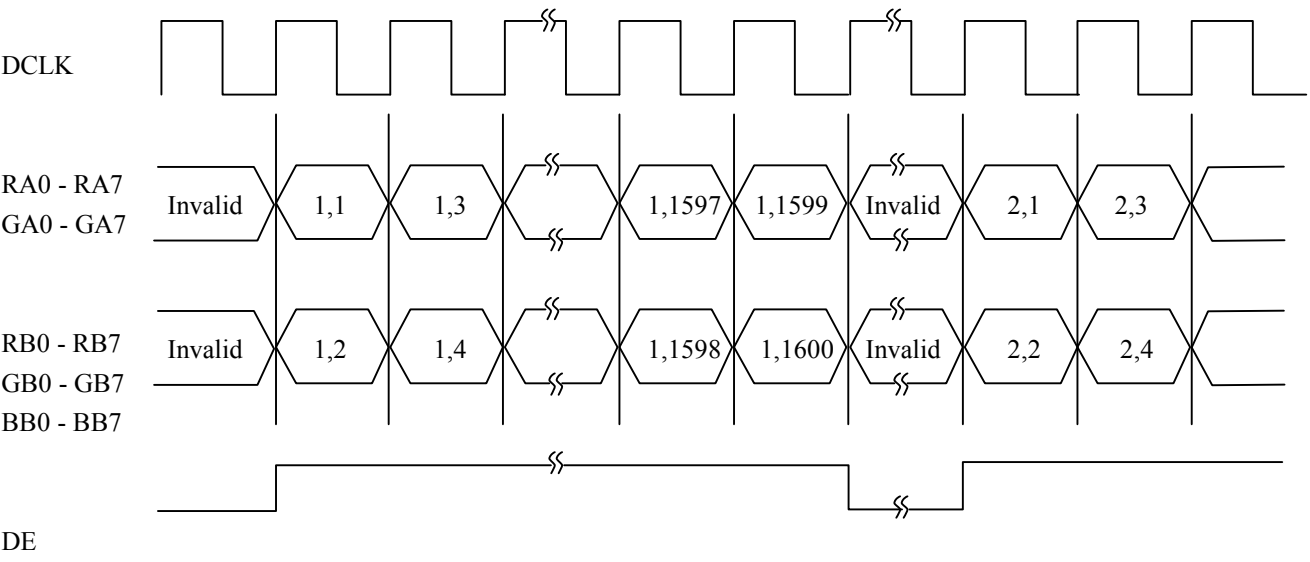 DCLK
RA0 - RA7
GA0 - GA7
Invalid 1,1 1,3 1,1597 1,1599 Invalid 2,1 2,3
RB0 - RB7
GB0 - GB7
BB0 - BB7
Invalid 1,2 1,4 1,1598 1,1600 Invalid 2,2 2,4
DE